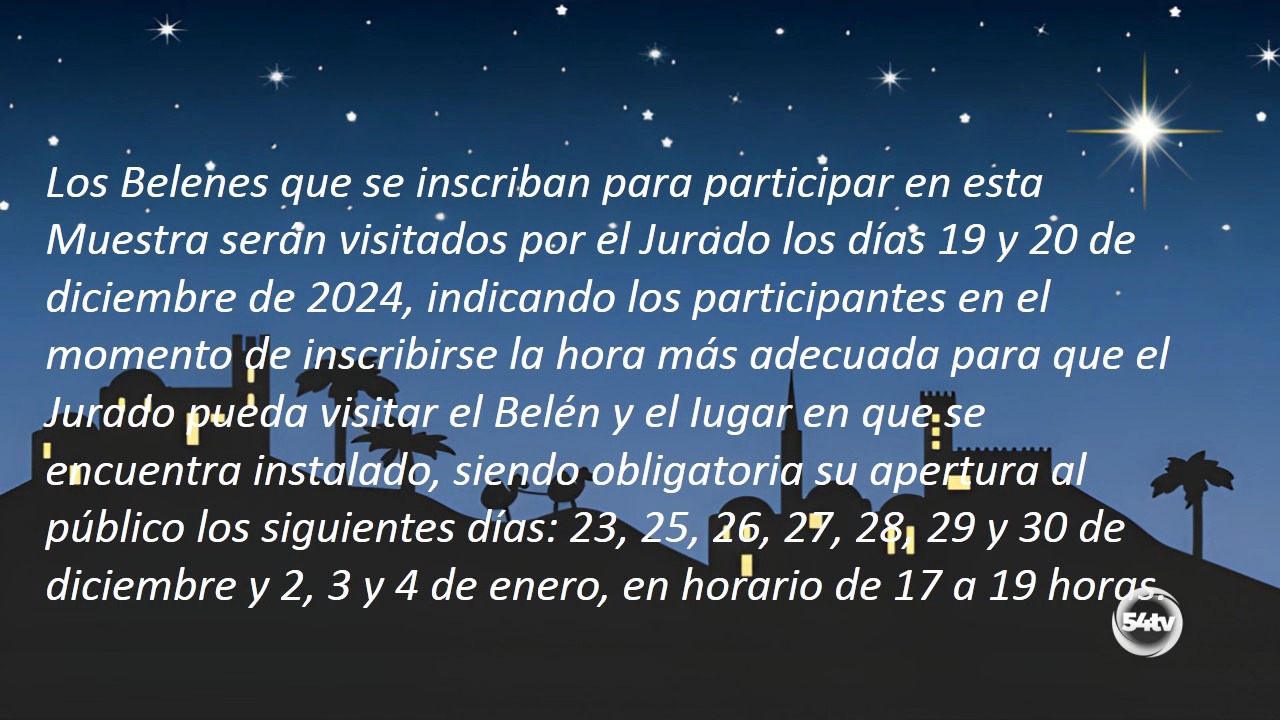 Los Belenes que se inscriban para participar en esta
Muestra serán visitados por el Jurado los días 19 y 20 de
diciembre de 2024, indicando los participantes en el
momento de inscribirse la hora más adecuada para que el
Jurado pueda visitar el Belén y el lugar en que se
encuentra instalado, siendo obligatoria su apertura al
público los siguientes días: 23, 25, 26, 27, 28, 29 y 30 de
diciembre y 2, 3 y 4 de enero, en horario de 17 a 19 horas.
54tv